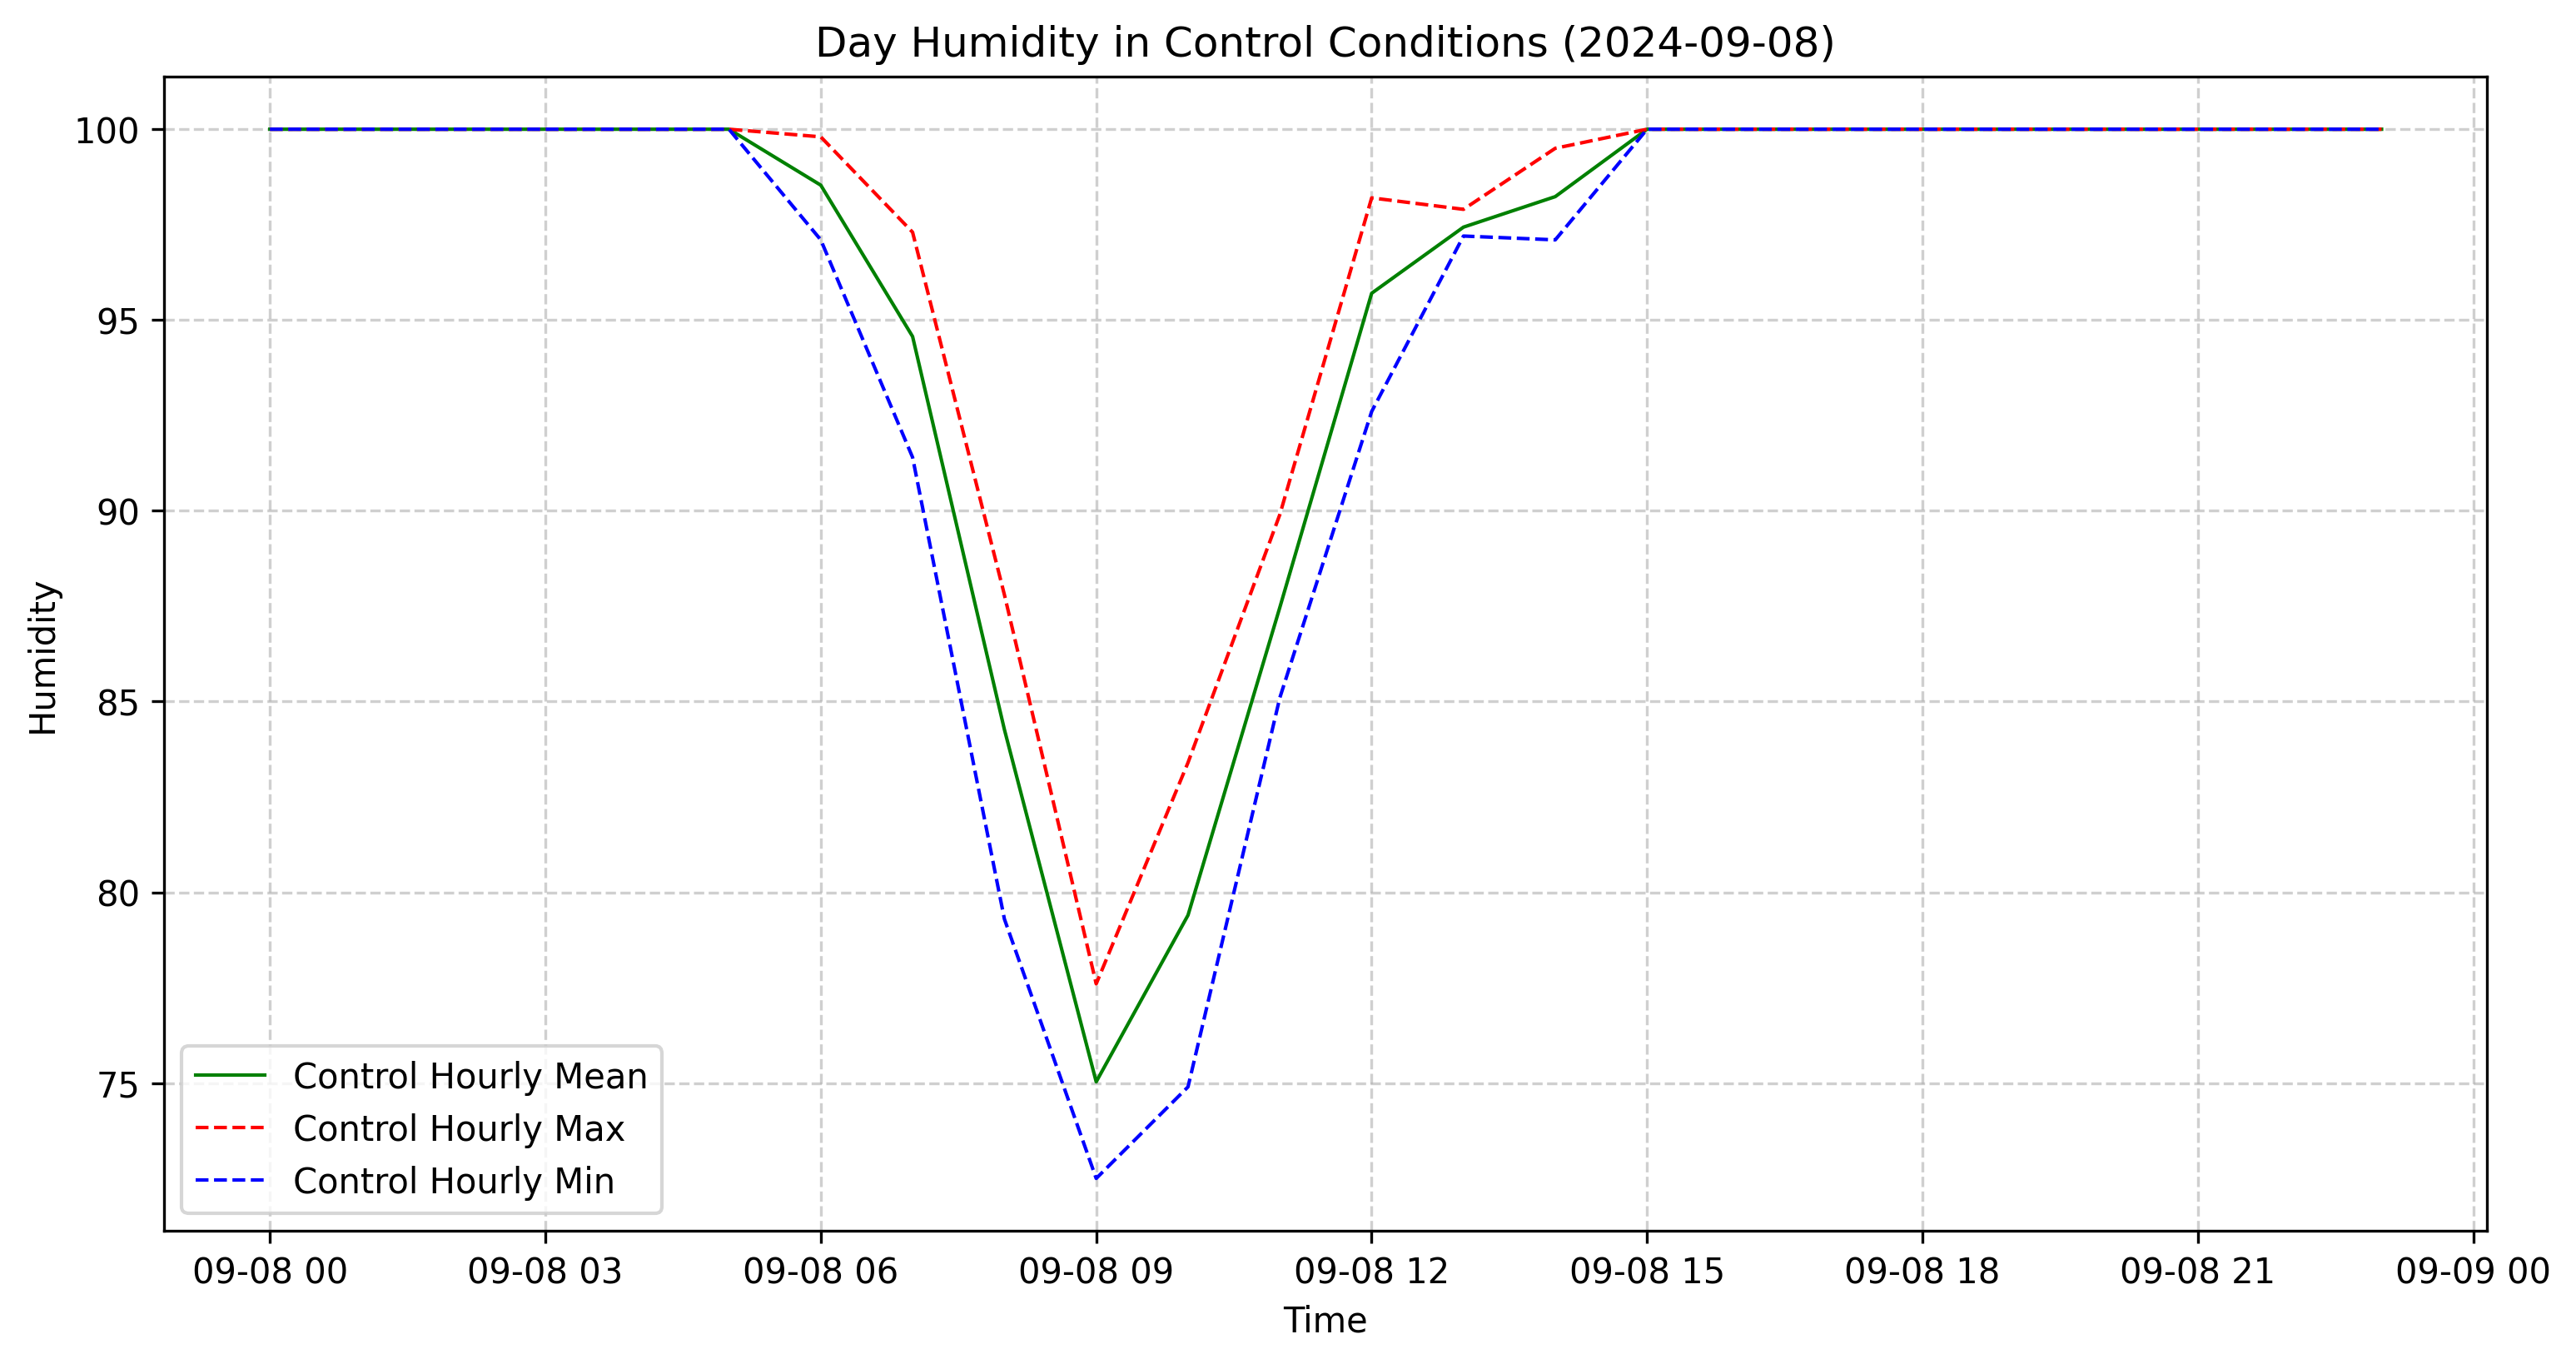 Day Humidity in Control Conditions (2024-09-08)
100
95
90
85
80
75
Humidity
Control Hourly Mean
Control Hourly Max
Control Hourly Min
09-08 00 09-08 03 09-08 06 09-08 09 09-08 12 09-08 15 09-08 18 09-08 21 09-09 00
Time